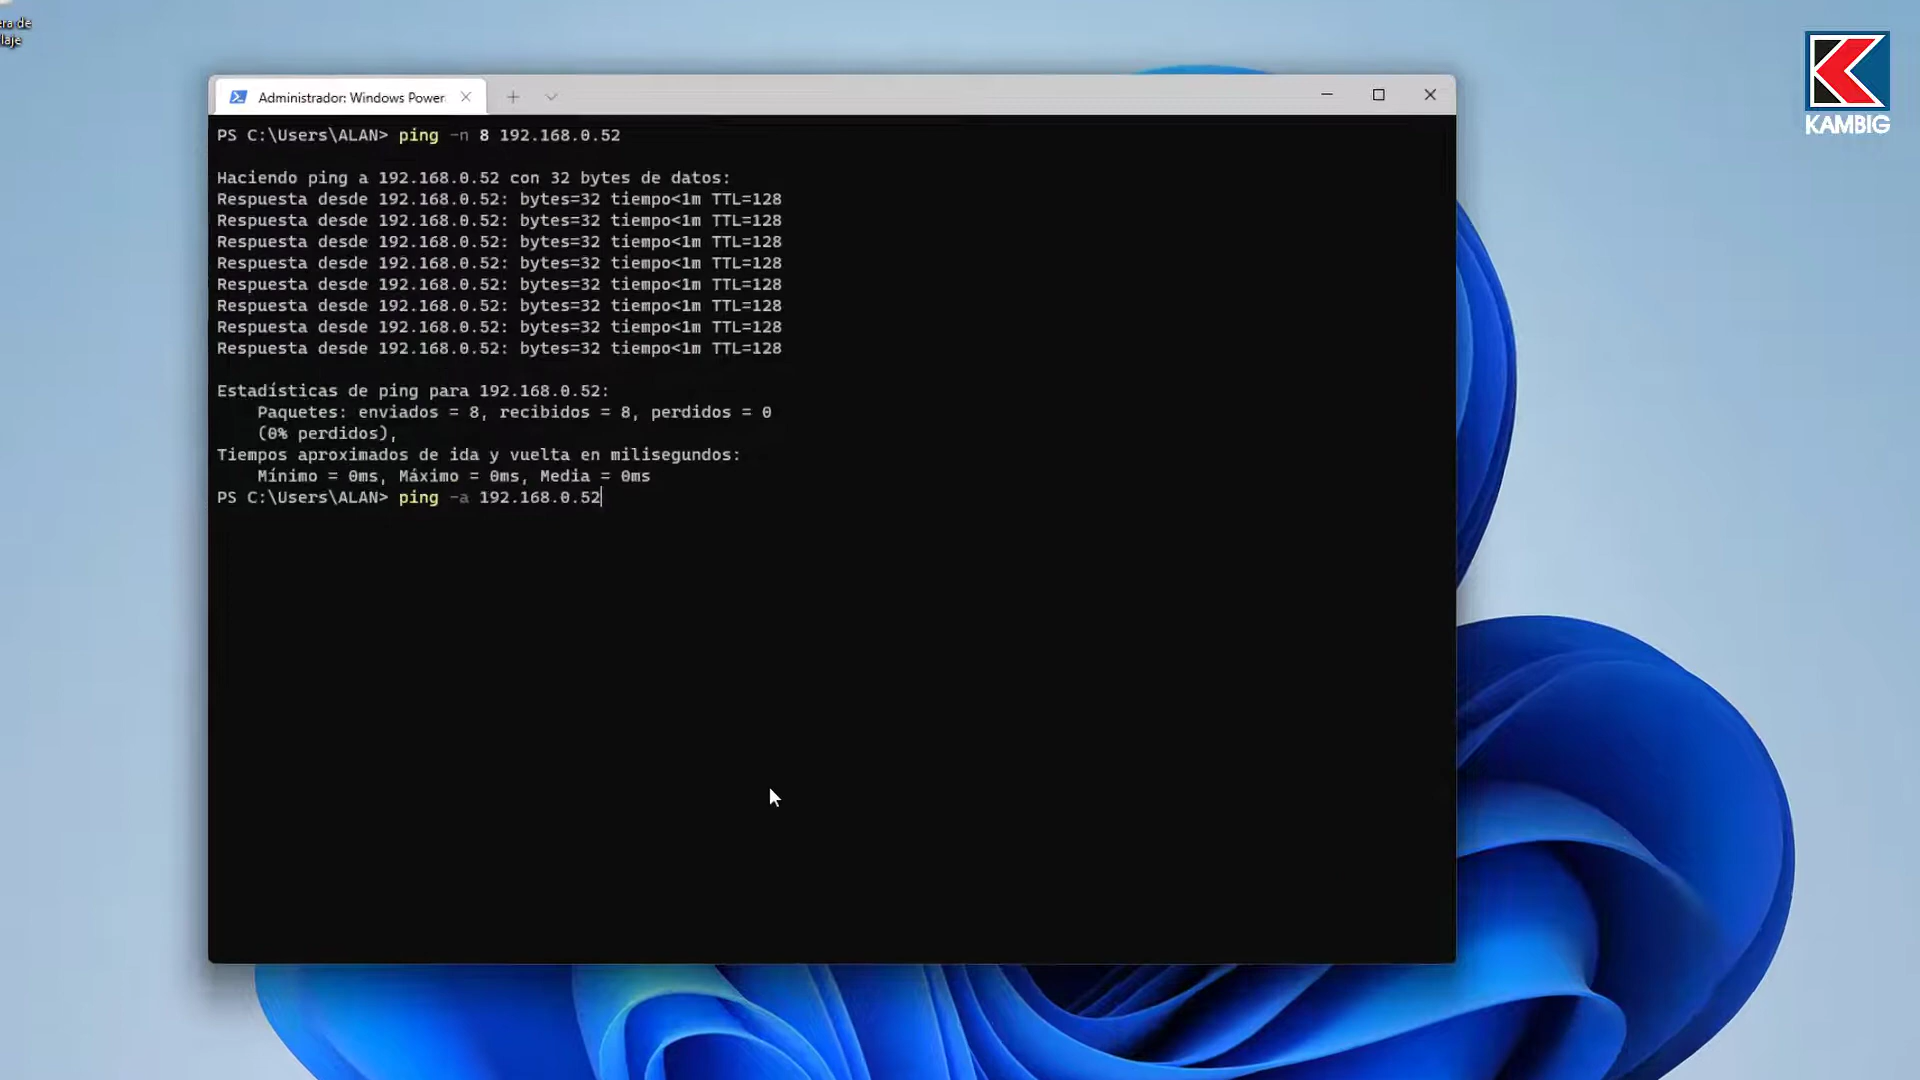 era de
laje
KAMBIG
Administrador: Windows Power
PS C:\Users\ALAN> ping -n 8 192.168.0.52
Haciendo ping a 192.168.0.52 con 32 bytes de datos:
Respuesta desde 192.168.0.52: bytes=32 tiempo<1m TTL=128
Respuesta desde 192.168.0.52: bytes=32 tiempo<1m TTL=128
Respuesta desde 192.168.0.52: bytes=32 tiempo<1m TTL=128
Respuesta desde 192.168.0.52: bytes=32 tiempo<1m TTL=128
Respuesta desde 192.168.0.52: bytes=32 tiempo<1m TTL=128
Respuesta desde 192.168.0.52: bytes=32 tiempo<1m TTL=128
Respuesta desde 192.168.0.52: bytes=32 tiempo<1m TTL=128
Respuesta desde 192.168.0.52: bytes=32 tiempo<1m TTL=128
Estadísticas de ping para 192.168.0.52:
Paquetes: enviados = 8, recibidos = 8, perdidos = 0
(0% perdidos),
Tiempos aproximados de ida y vuelta en milisegundos:
Mínimo = 0ms, Máximo = 0ms, Media = 0ms
PS C:\Users\ALAN> ping -a 192.168.0.52